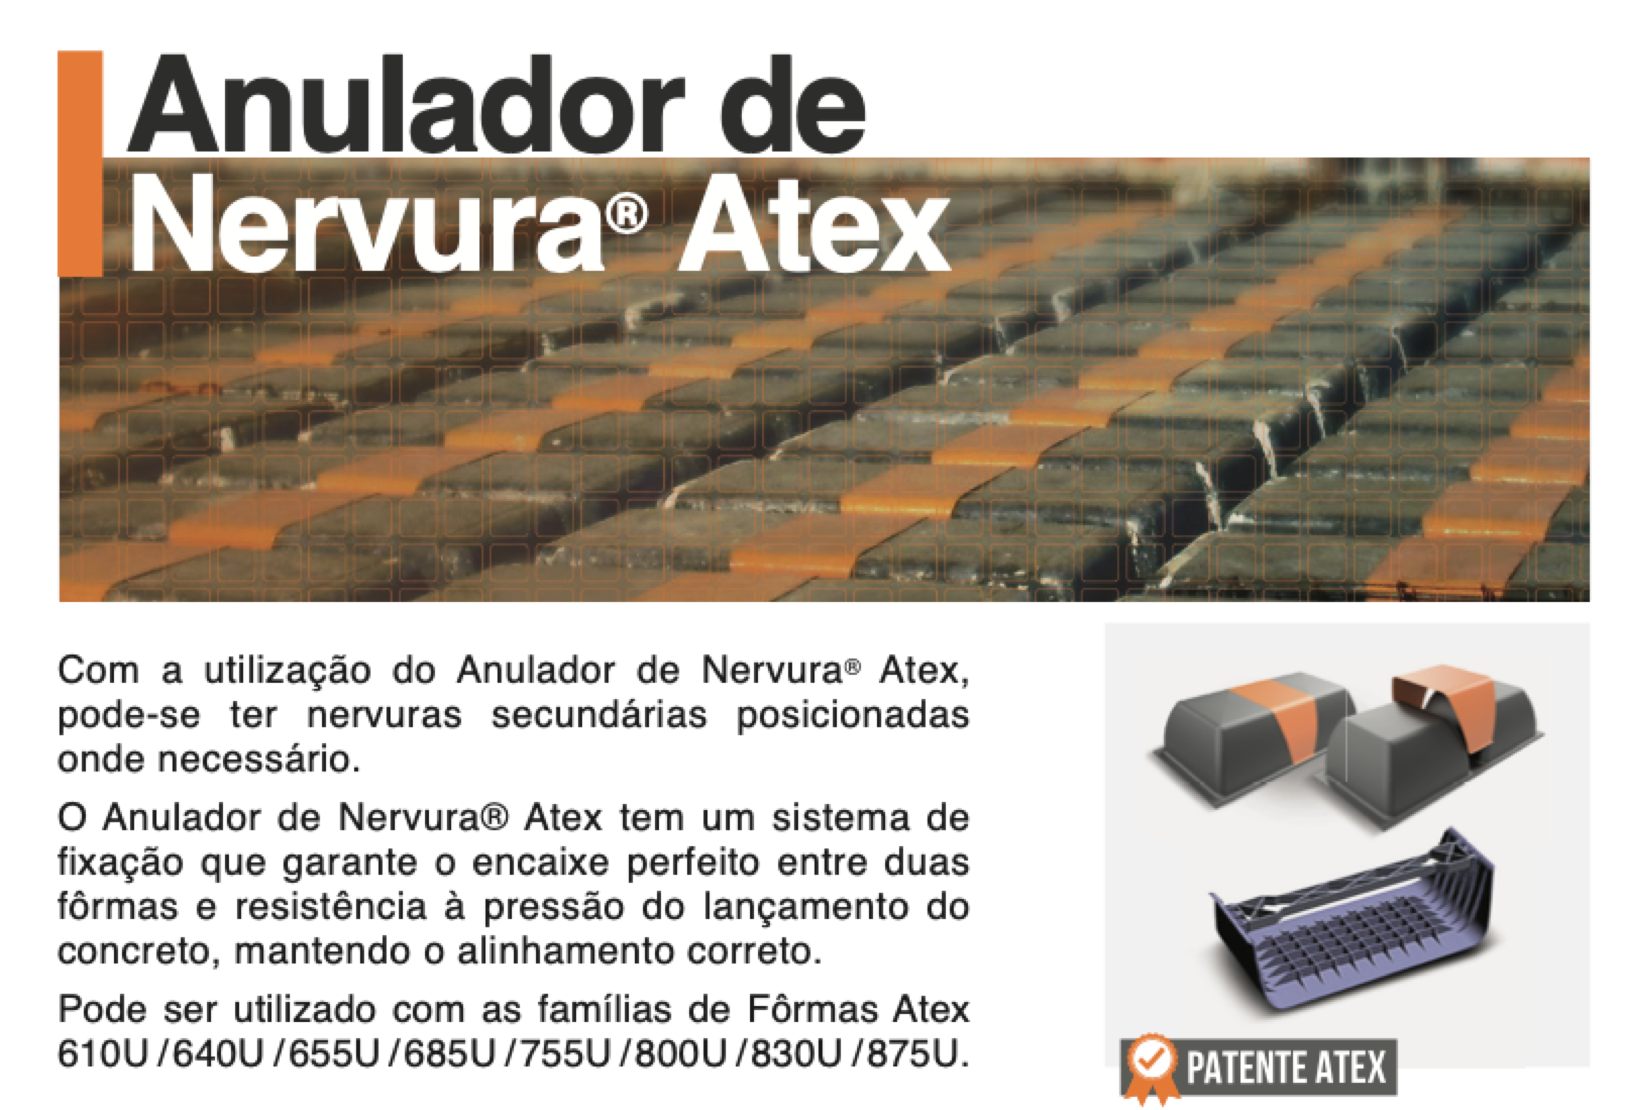 Anulador de
Nervura® Atex
Com a utilização do Anulador de Nervura® Atex,
pode-se ter nervuras secundárias posicionadas
onde necessário.
O Anulador de Nervura® Atex tem um sistema de
fixação que garante o encaixe perfeito entre duas
fôrmas e resistência à pressão do lançamento do
concreto, mantendo o alinhamento correto.
Pode ser utilizado com as famílias de Fôrmas Atex
610U/640U/655U/685U/755U/800U/830U/875U.
PATENTE ATEX